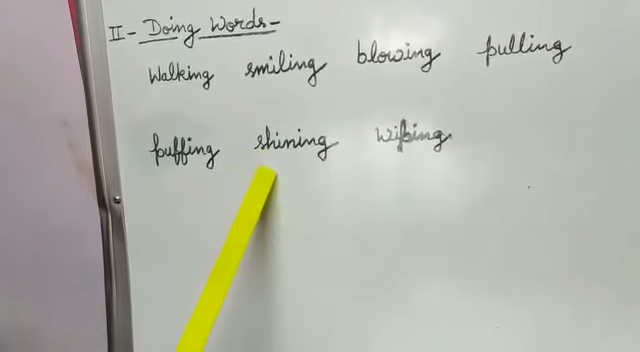 II- Doing Words-
Walking smiling blowing pulling
puffing shining wiping.